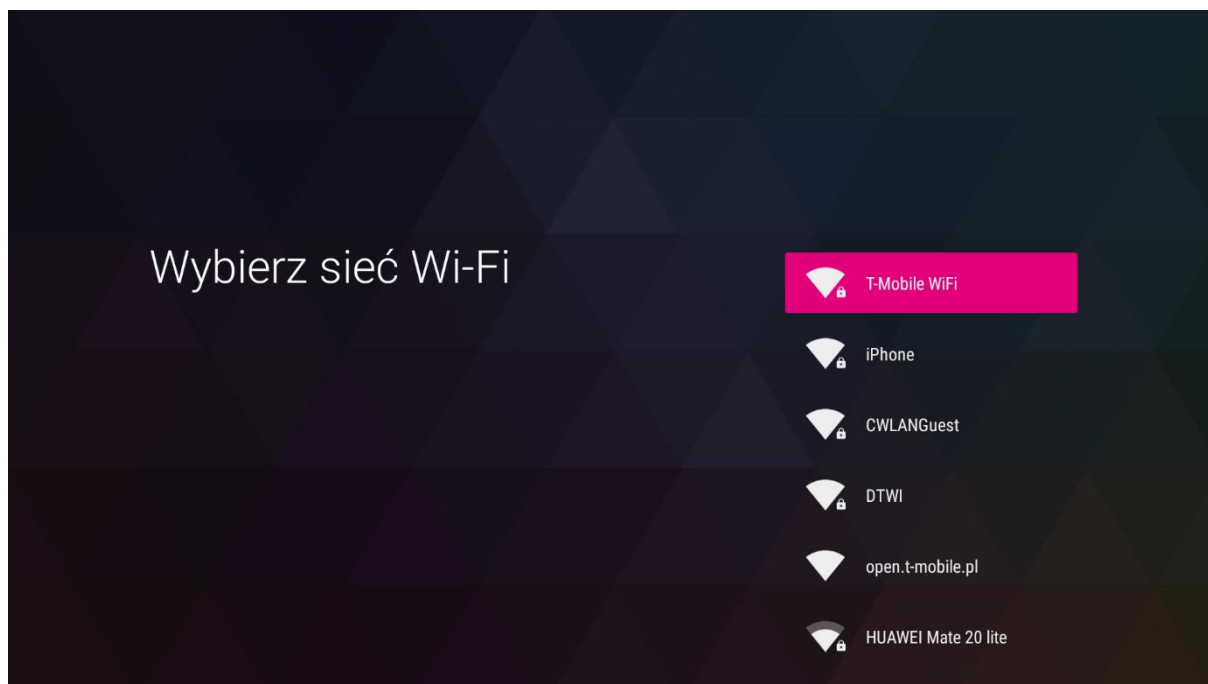 Wybierz sieć Wi-Fi
T-Mobile WiFi
iPhone
CWLANGuest
DTWI
open.t-mobile.pl
HUAWEI Mate 20 lite